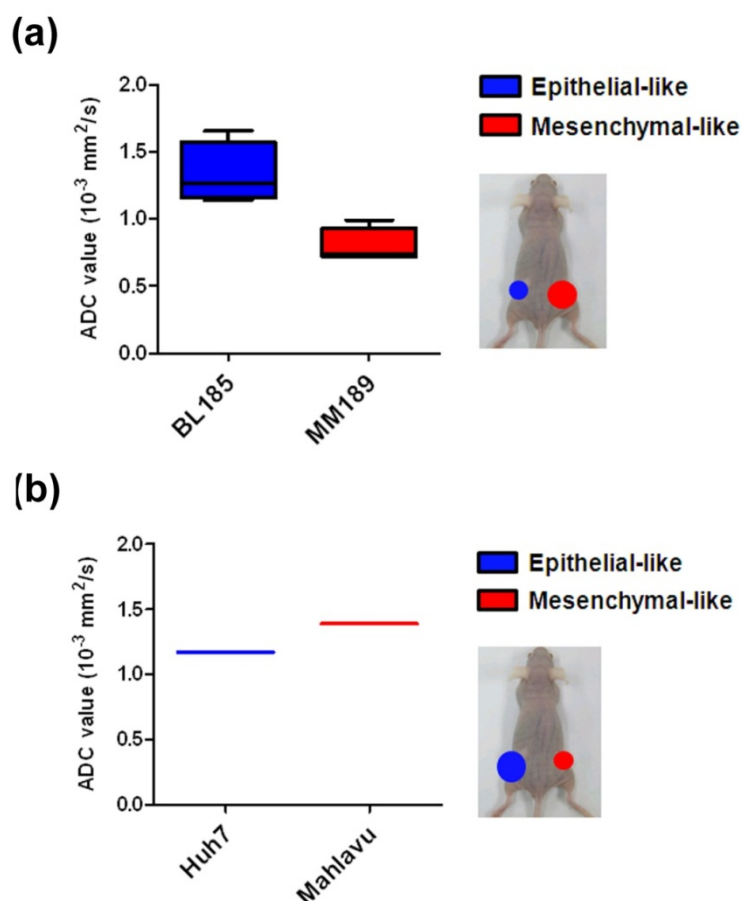 (a)
2.0
1.5
1.0
0.5
0.0
ADC value (10⁻³ mm²/s)
BL185
MM189
Epithelial-like
Mesenchymal-like
(b)
2.0
1.5
1.0
0.5
0.0
ADC value (10⁻³ mm²/s)
Huh7
Mahlavu
Epithelial-like
Mesenchymal-like